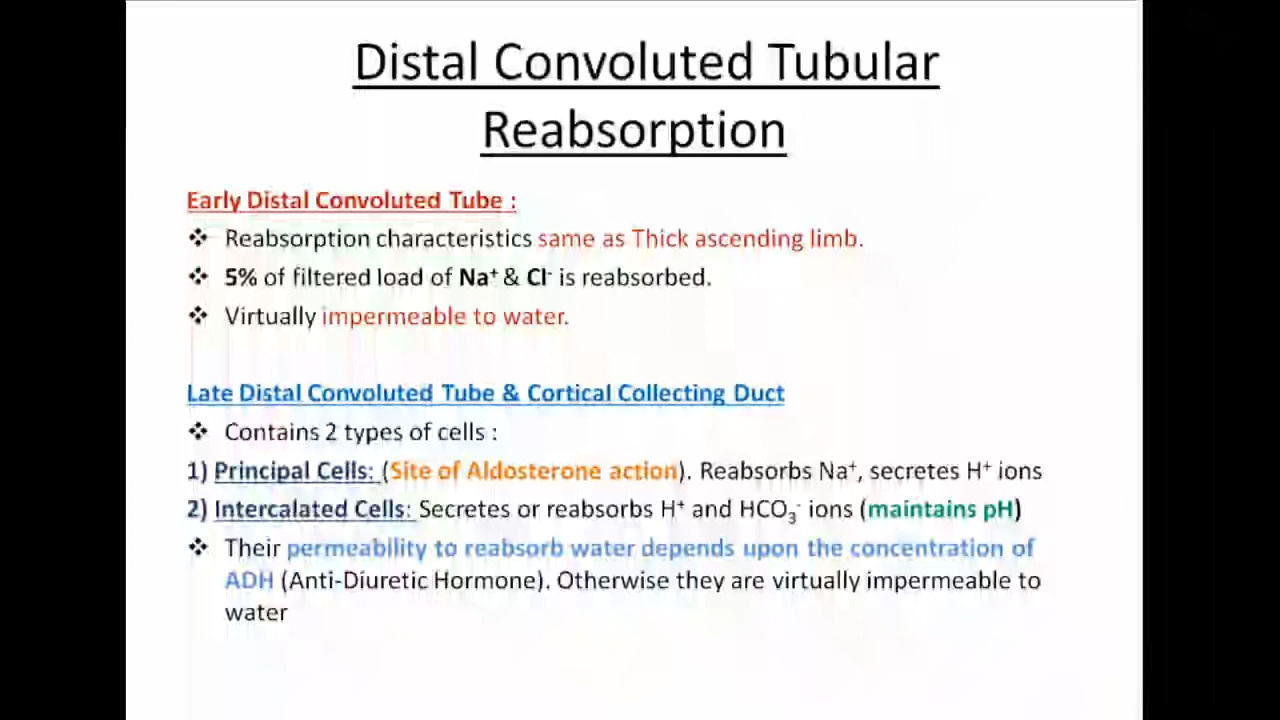 Distal Convoluted Tubular
Reabsorption
Early Distal Convoluted Tube :
❖ Reabsorption characteristics same as Thick ascending limb.
❖ 5% of filtered load of Na⁺ & Cl⁻ is reabsorbed.
❖ Virtually impermeable to water.
Late Distal Convoluted Tube & Cortical Collecting Duct
❖ Contains 2 types of cells :
1) Principal Cells: (Site of Aldosterone action). Reabsorbs Na⁺, secretes H⁺ ions
2) Intercalated Cells: Secretes or reabsorbs H⁺ and HCO₃⁻ ions (maintains pH)
❖ Their permeability to reabsorb water depends upon the concentration of
ADH (Anti-Diuretic Hormone). Otherwise they are virtually impermeable to
water